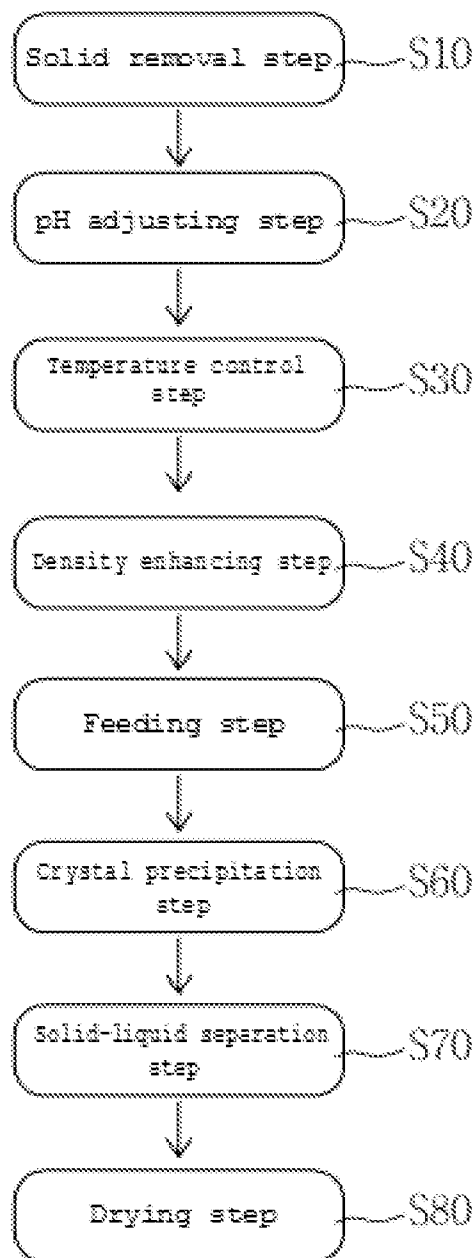 Solid removal step S10
pH adjusting step S20
Temperature control
step
S30
Density enhancing step S40
Feeding step S50
Crystal precipitation
step
S60
Solid-liquid separation
step
S70
Drying step S80